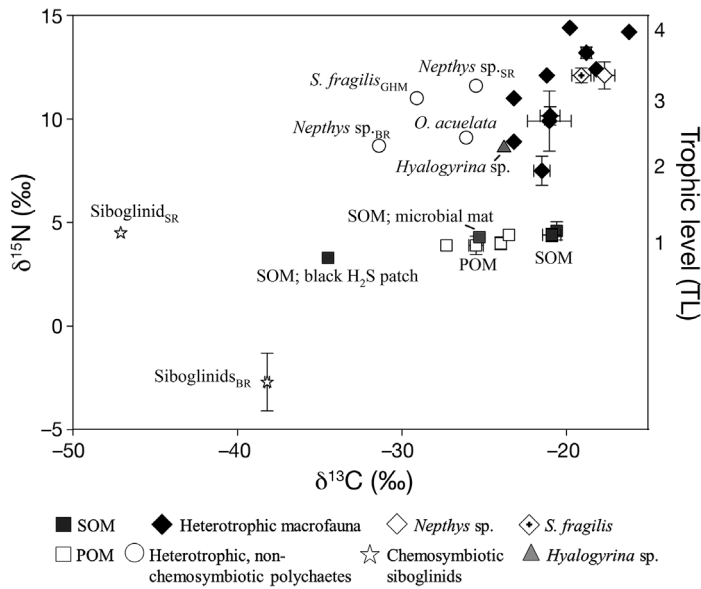 15
10
5
0
−5
δ15N (‰)
4
3
2
1
Trophic level (TL)
Nepthys sp.SR
S. fragilisGHM
Nepthys sp.BR
O. acuelata
Hyalogyrina sp.
SiboglinidSR
SOM; microbial mat
POM
SOM
SOM; black H2S patch
SiboglinidsBR
−50
−40
−30
−20
δ13C (‰)
SOM
Heterotrophic macrofauna
Nepthys sp.
S. fragilis
POM
Heterotrophic, non-
chemosymbiotic polychaetes
Chemosymbiotic
siboglinids
Hyalogyrina sp.